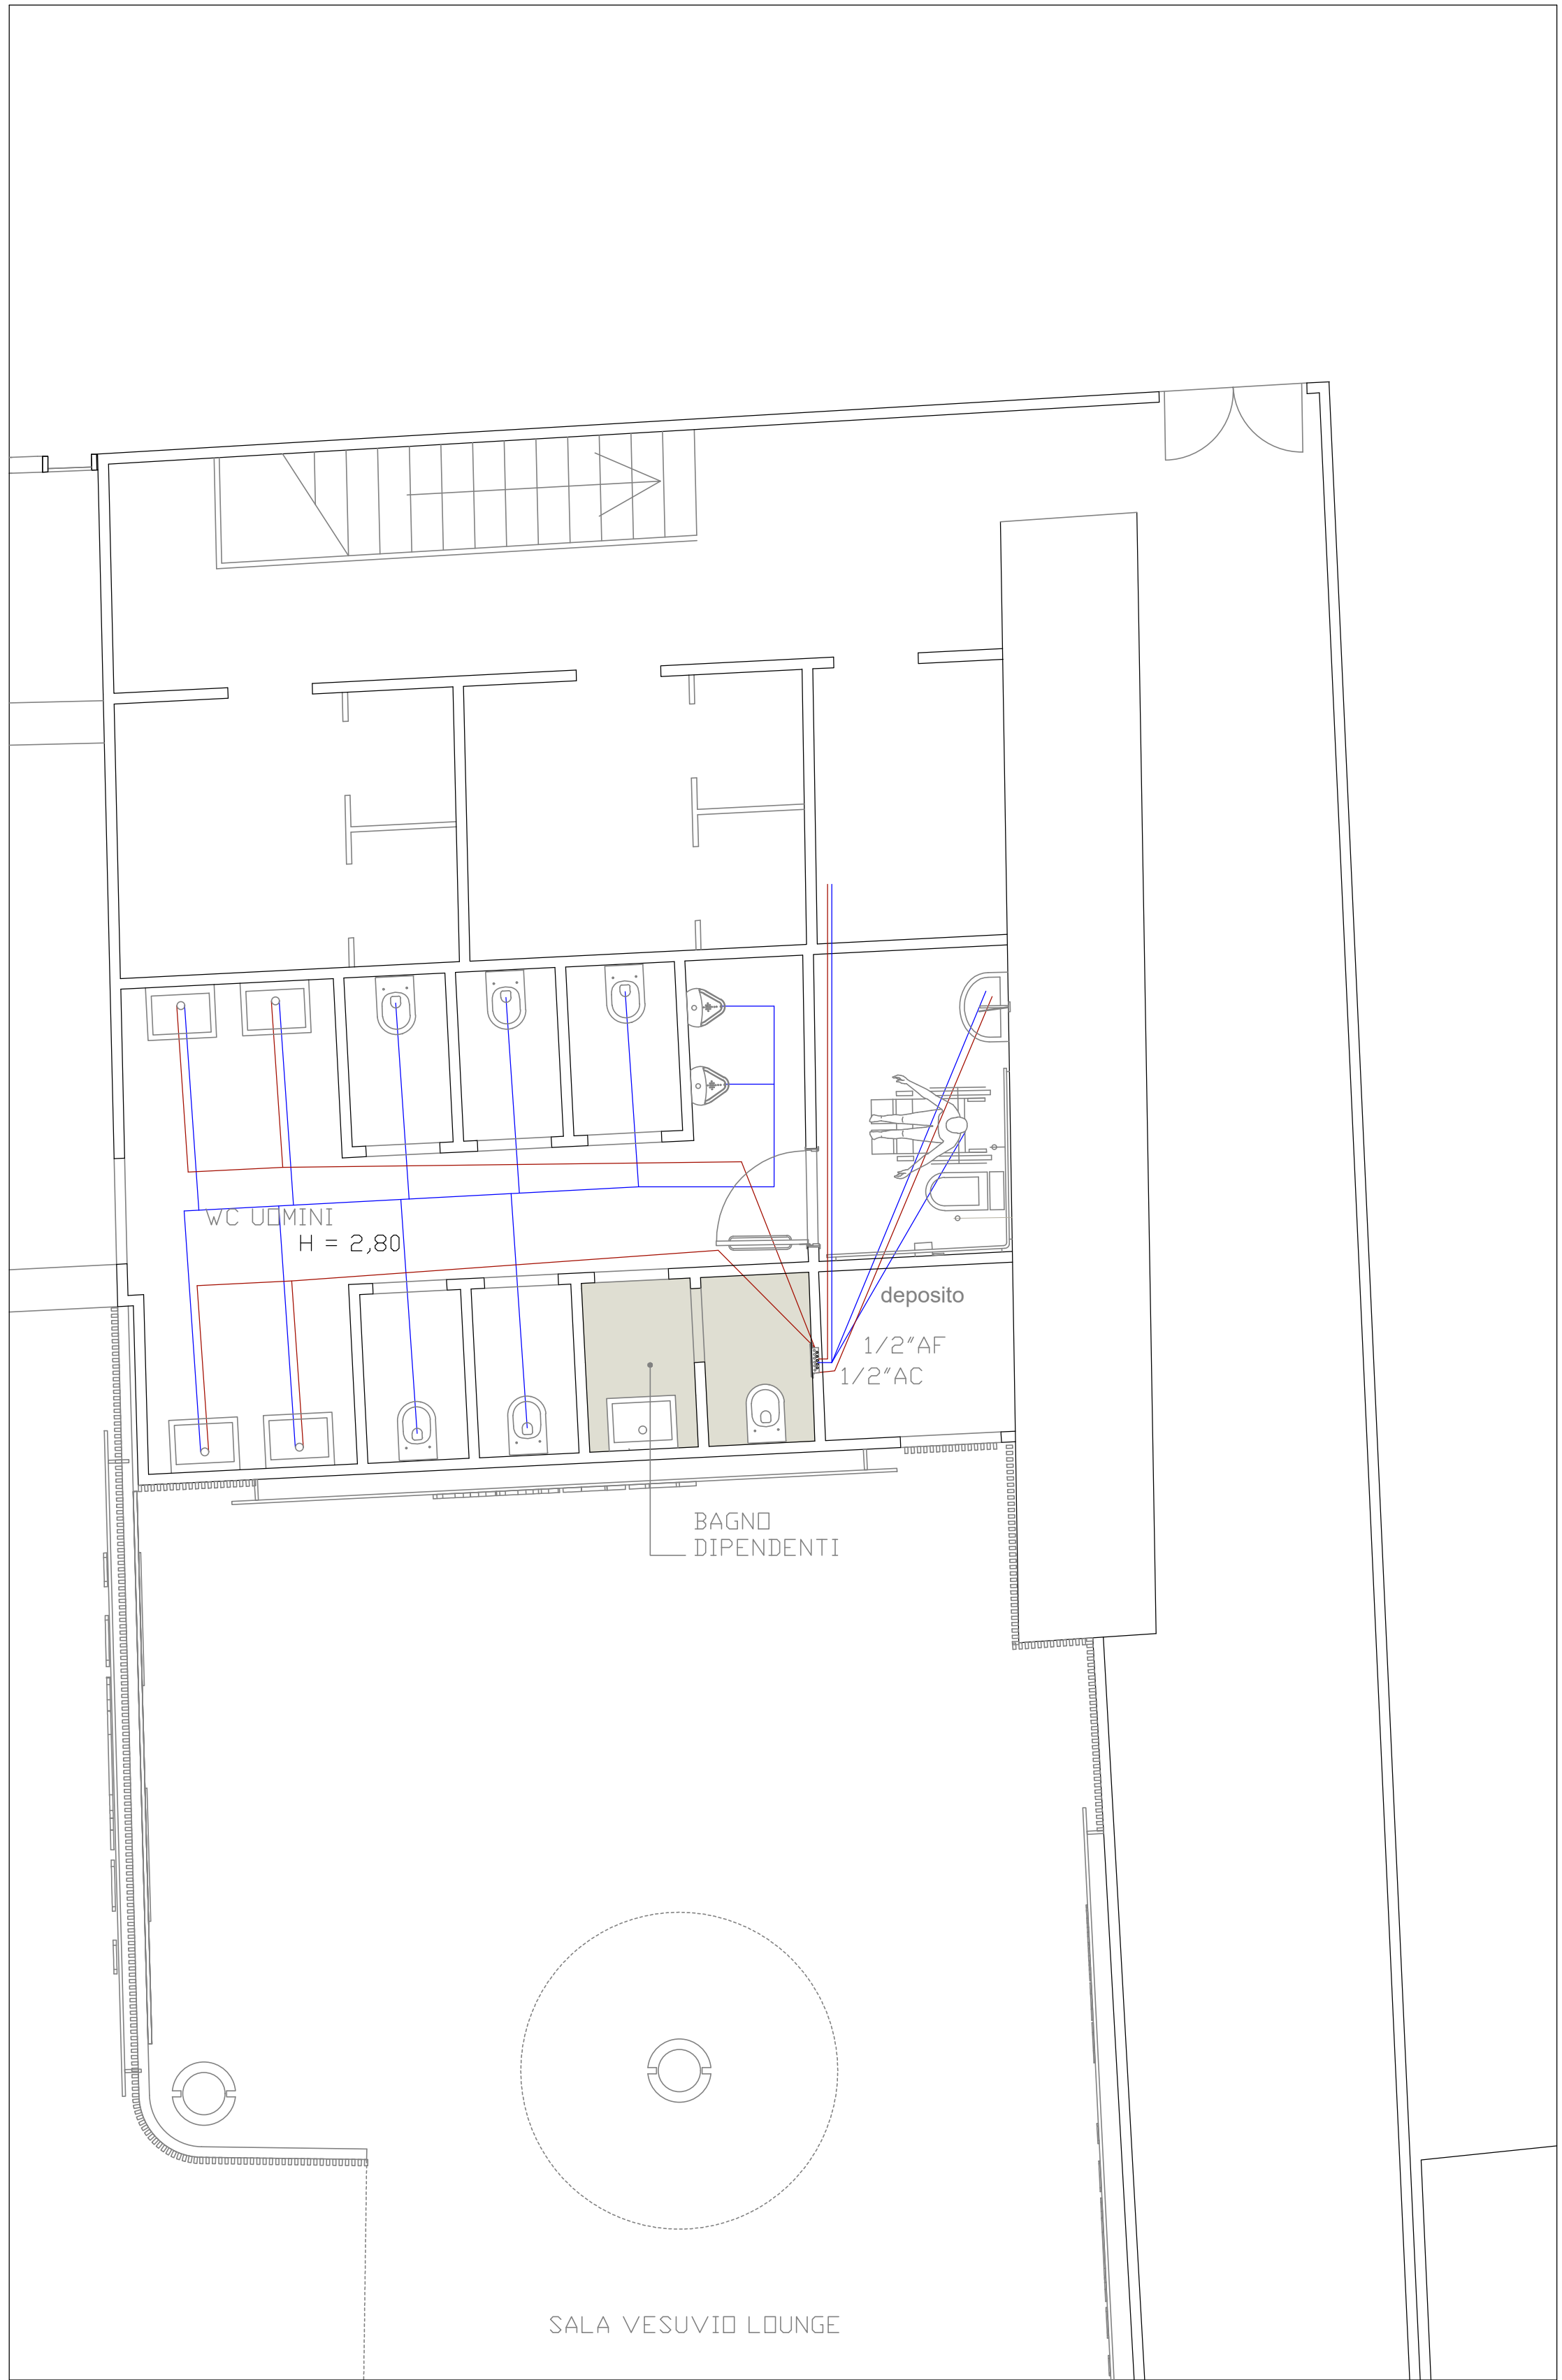 WC UOMINI
H = 2,80
deposito
1/2"AF
1/2"AC
BAGNO
DIPENDENTI
SALA VESUVIO LOUNGE